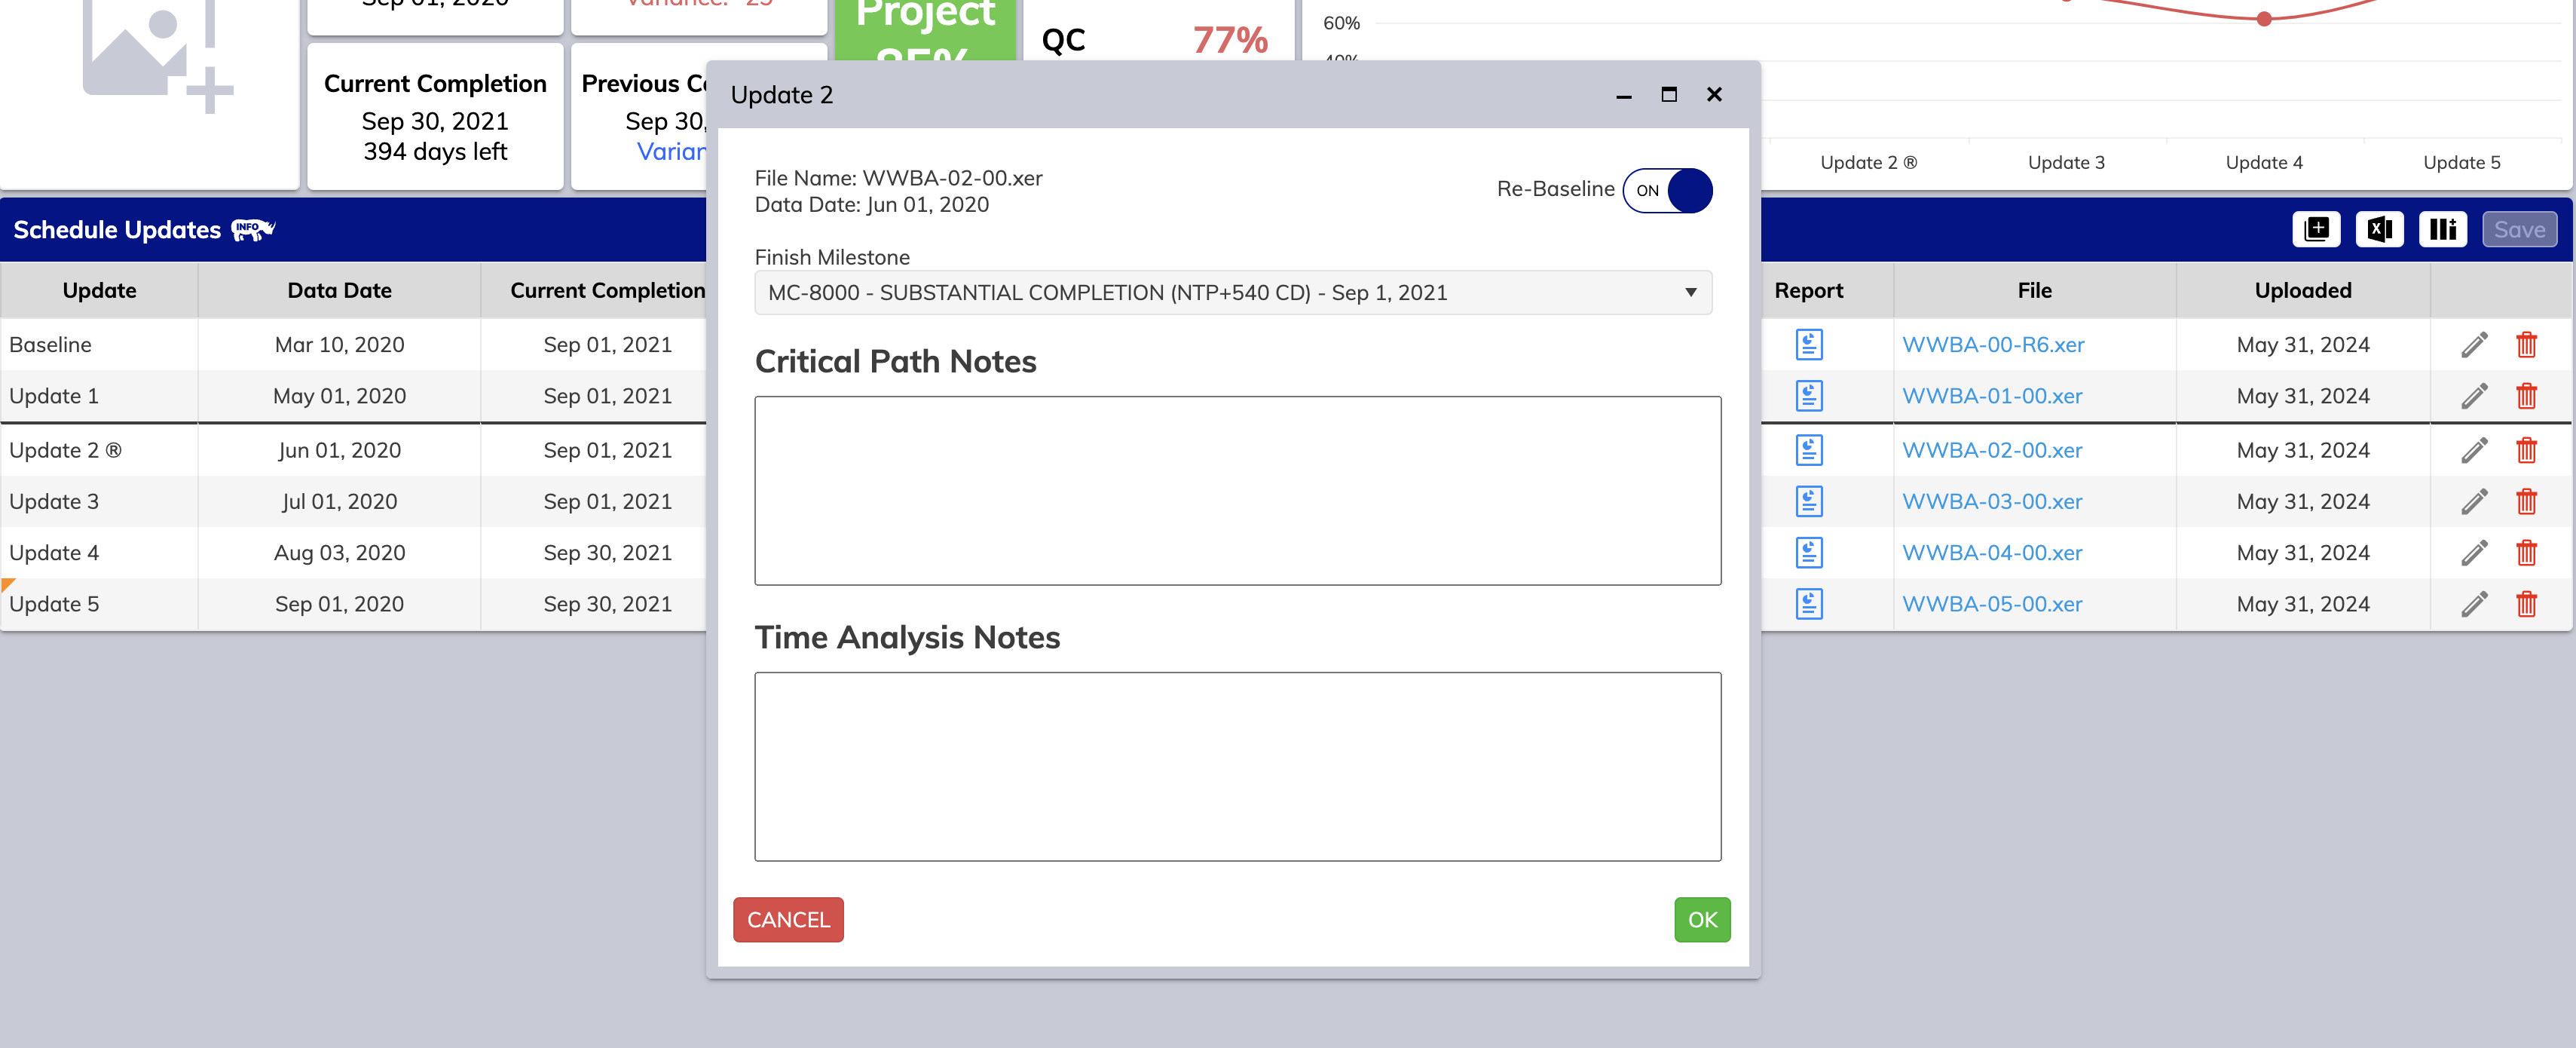 Sep 01, 2020
Variance: -29
Project
85%
QC 77%
60%
40%
Current Completion
Sep 30, 2021
394 days left
Previous
Sep 30,
Update 2 ® Update 3 Update 4 Update 5
Update 2
File Name: WWBA-02-00.xer
Data Date: Jun 01, 2020
Re-Baseline ON
Finish Milestone
MC-8000 - SUBSTANTIAL COMPLETION (NTP+540 CD) - Sep 1, 2021
Critical Path Notes
Time Analysis Notes
CANCEL OK
Schedule Updates INFO Save
Update Data Date Current Completion Report File Uploaded
Baseline Mar 10, 2020 Sep 01, 2021 WWBA-00-R6.xer May 31, 2024
Update 1 May 01, 2020 Sep 01, 2021 WWBA-01-00.xer May 31, 2024
Update 2 ® Jun 01, 2020 Sep 01, 2021 WWBA-02-00.xer May 31, 2024
Update 3 Jul 01, 2020 Sep 01, 2021 WWBA-03-00.xer May 31, 2024
Update 4 Aug 03, 2020 Sep 30, 2021 WWBA-04-00.xer May 31, 2024
Update 5 Sep 01, 2020 Sep 30, 2021 WWBA-05-00.xer May 31, 2024